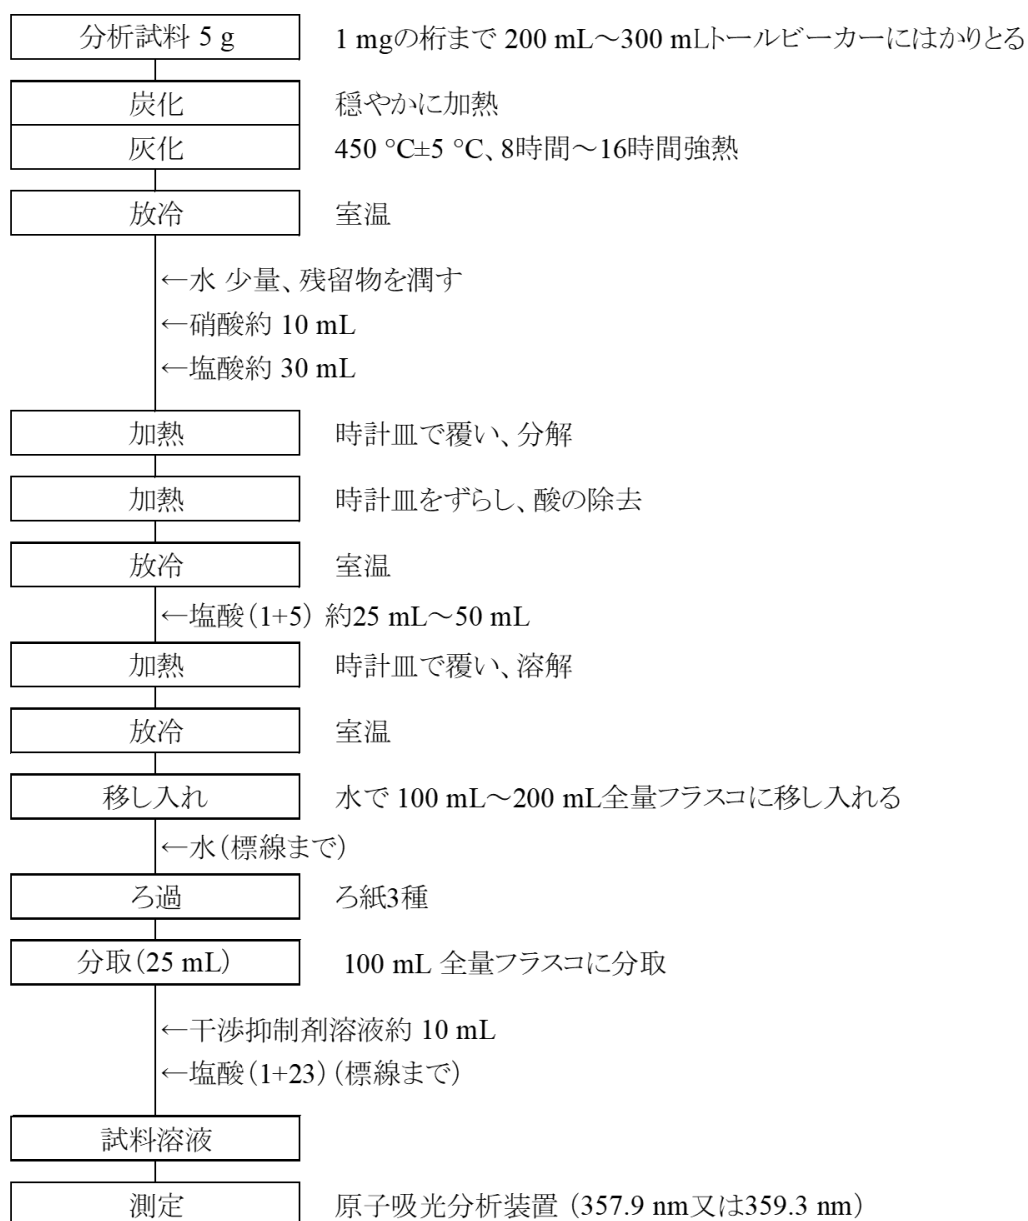 分析試料 5 g 1 mgの桁まで 200 mL～300 mLトールビーカーにはかりとる
炭化 穏やかに加熱
灰化 450 °C±5 °C、8時間～16時間強熱
放冷 室温
←水 少量、残留物を潤す
←硝酸約 10 mL
←塩酸約 30 mL
加熱 時計皿で覆い、分解
加熱 時計皿をずらし、酸の除去
放冷 室温
←塩酸（1+5） 約25 mL～50 mL
加熱 時計皿で覆い、溶解
放冷 室温
移し入れ 水で 100 mL～200 mL全量フラスコに移し入れる
←水（標線まで）
ろ過 ろ紙3種
分取（25 mL） 100 mL 全量フラスコに分取
←干渉抑制剤溶液約 10 mL
←塩酸（1+23）（標線まで）
試料溶液
測定 原子吸光分析装置 （357.9 nm又は359.3 nm）